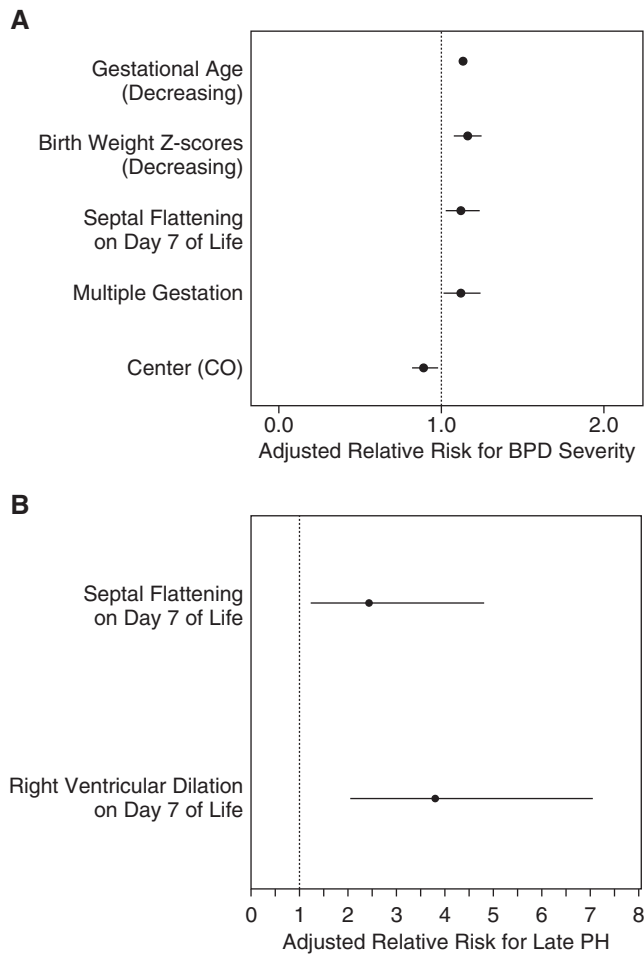 A
Gestational Age
(Decreasing)
Birth Weight Z-scores
(Decreasing)
Septal Flattening
on Day 7 of Life
Multiple Gestation
Center (CO)
0.0 1.0 2.0
Adjusted Relative Risk for BPD Severity
B
Septal Flattening
on Day 7 of Life
Right Ventricular Dilation
on Day 7 of Life
0 1 2 3 4 5 6 7 8
Adjusted Relative Risk for Late PH